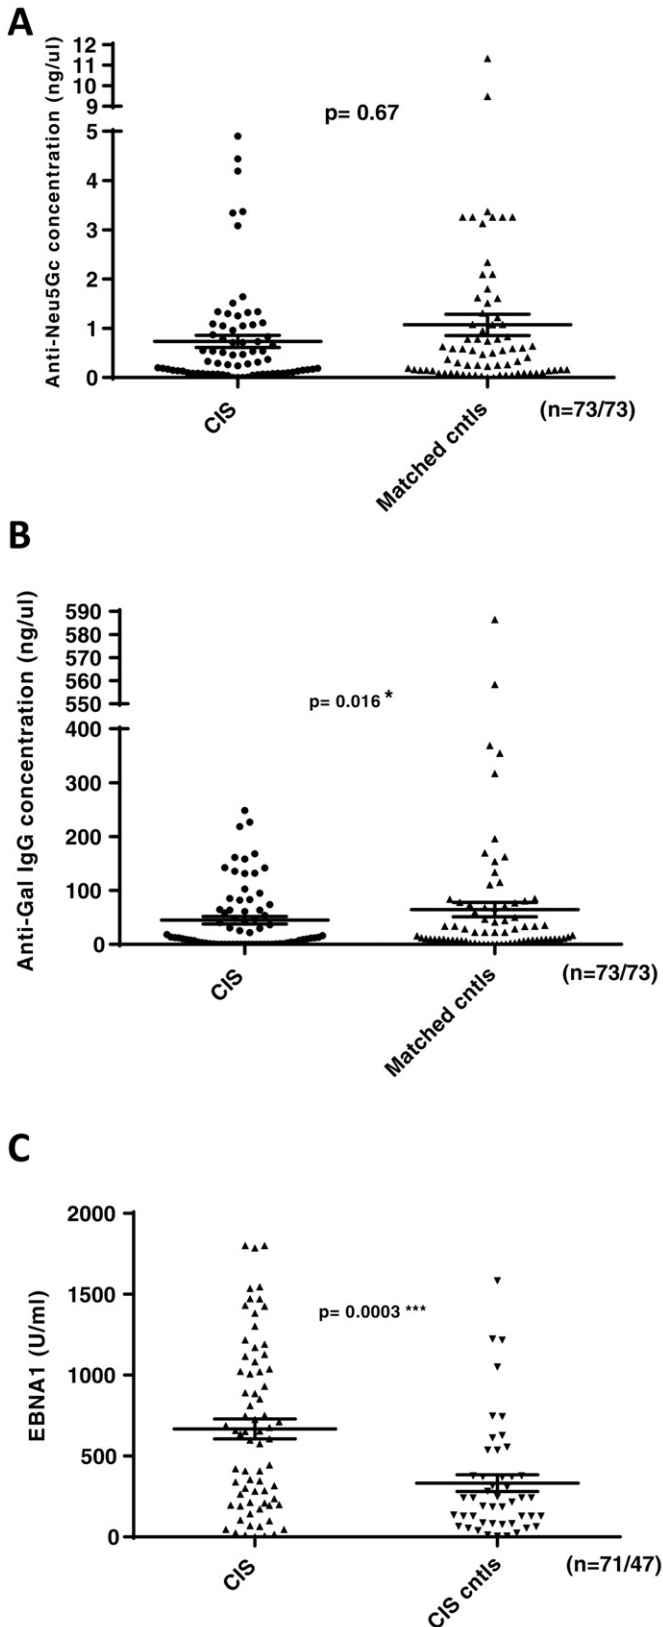 A
Anti-Neu5Gc concentration (ng/ul)
12
11
10
9
5
4
3
2
1
0
p= 0.67
CIS
Matched cntls
(n=73/73)
B
Anti-Gal IgG concentration (ng/ul)
590
580
570
560
550
400
300
200
100
0
p= 0.016 *
CIS
Matched cntls
(n=73/73)
C
EBNA1 (U/ml)
2000
1500
1000
500
0
p= 0.0003 ***
CIS
CIS cntls
(n=71/47)